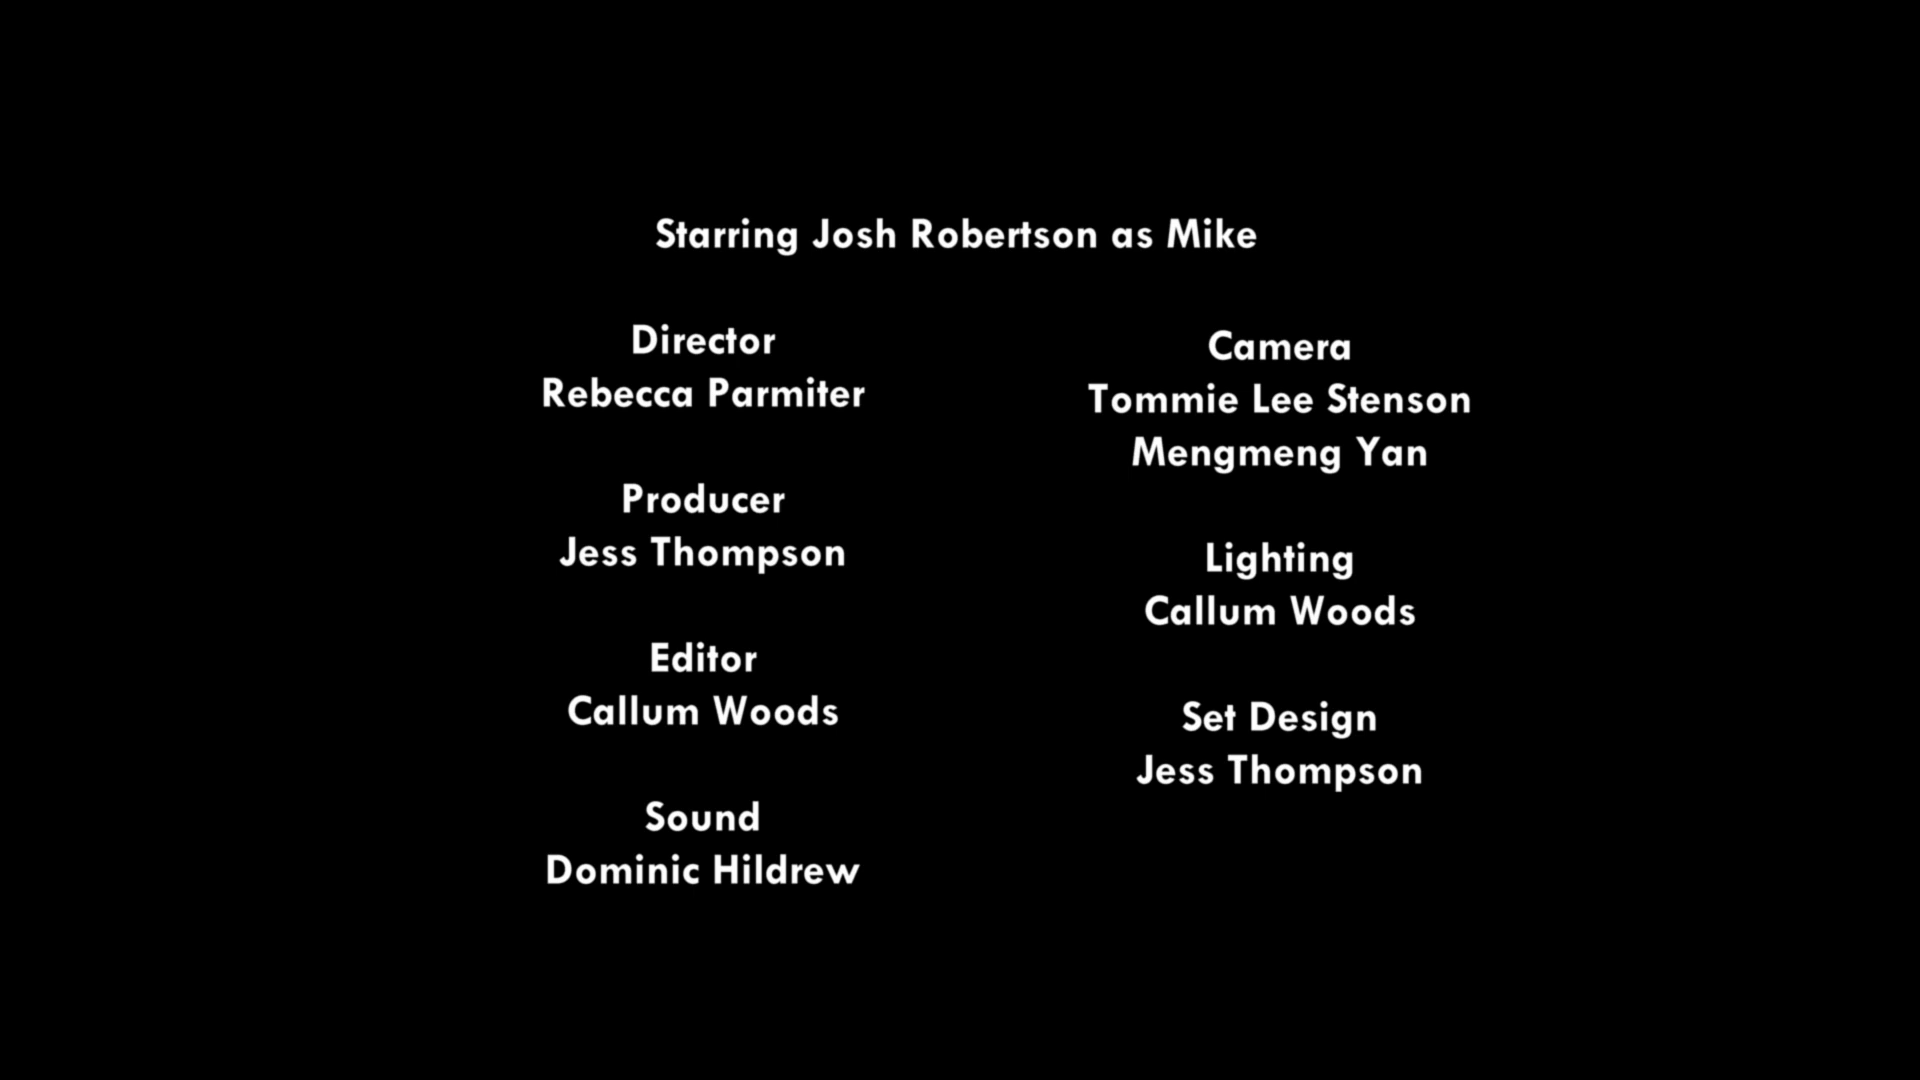 Starring Josh Robertson as Mike
Director
Rebecca Parmiter
Producer
Jess Thompson
Editor
Callum Woods
Sound
Dominic Hildrew
Camera
Tommie Lee Stenson
Mengmeng Yan
Lighting
Callum Woods
Set Design
Jess Thompson